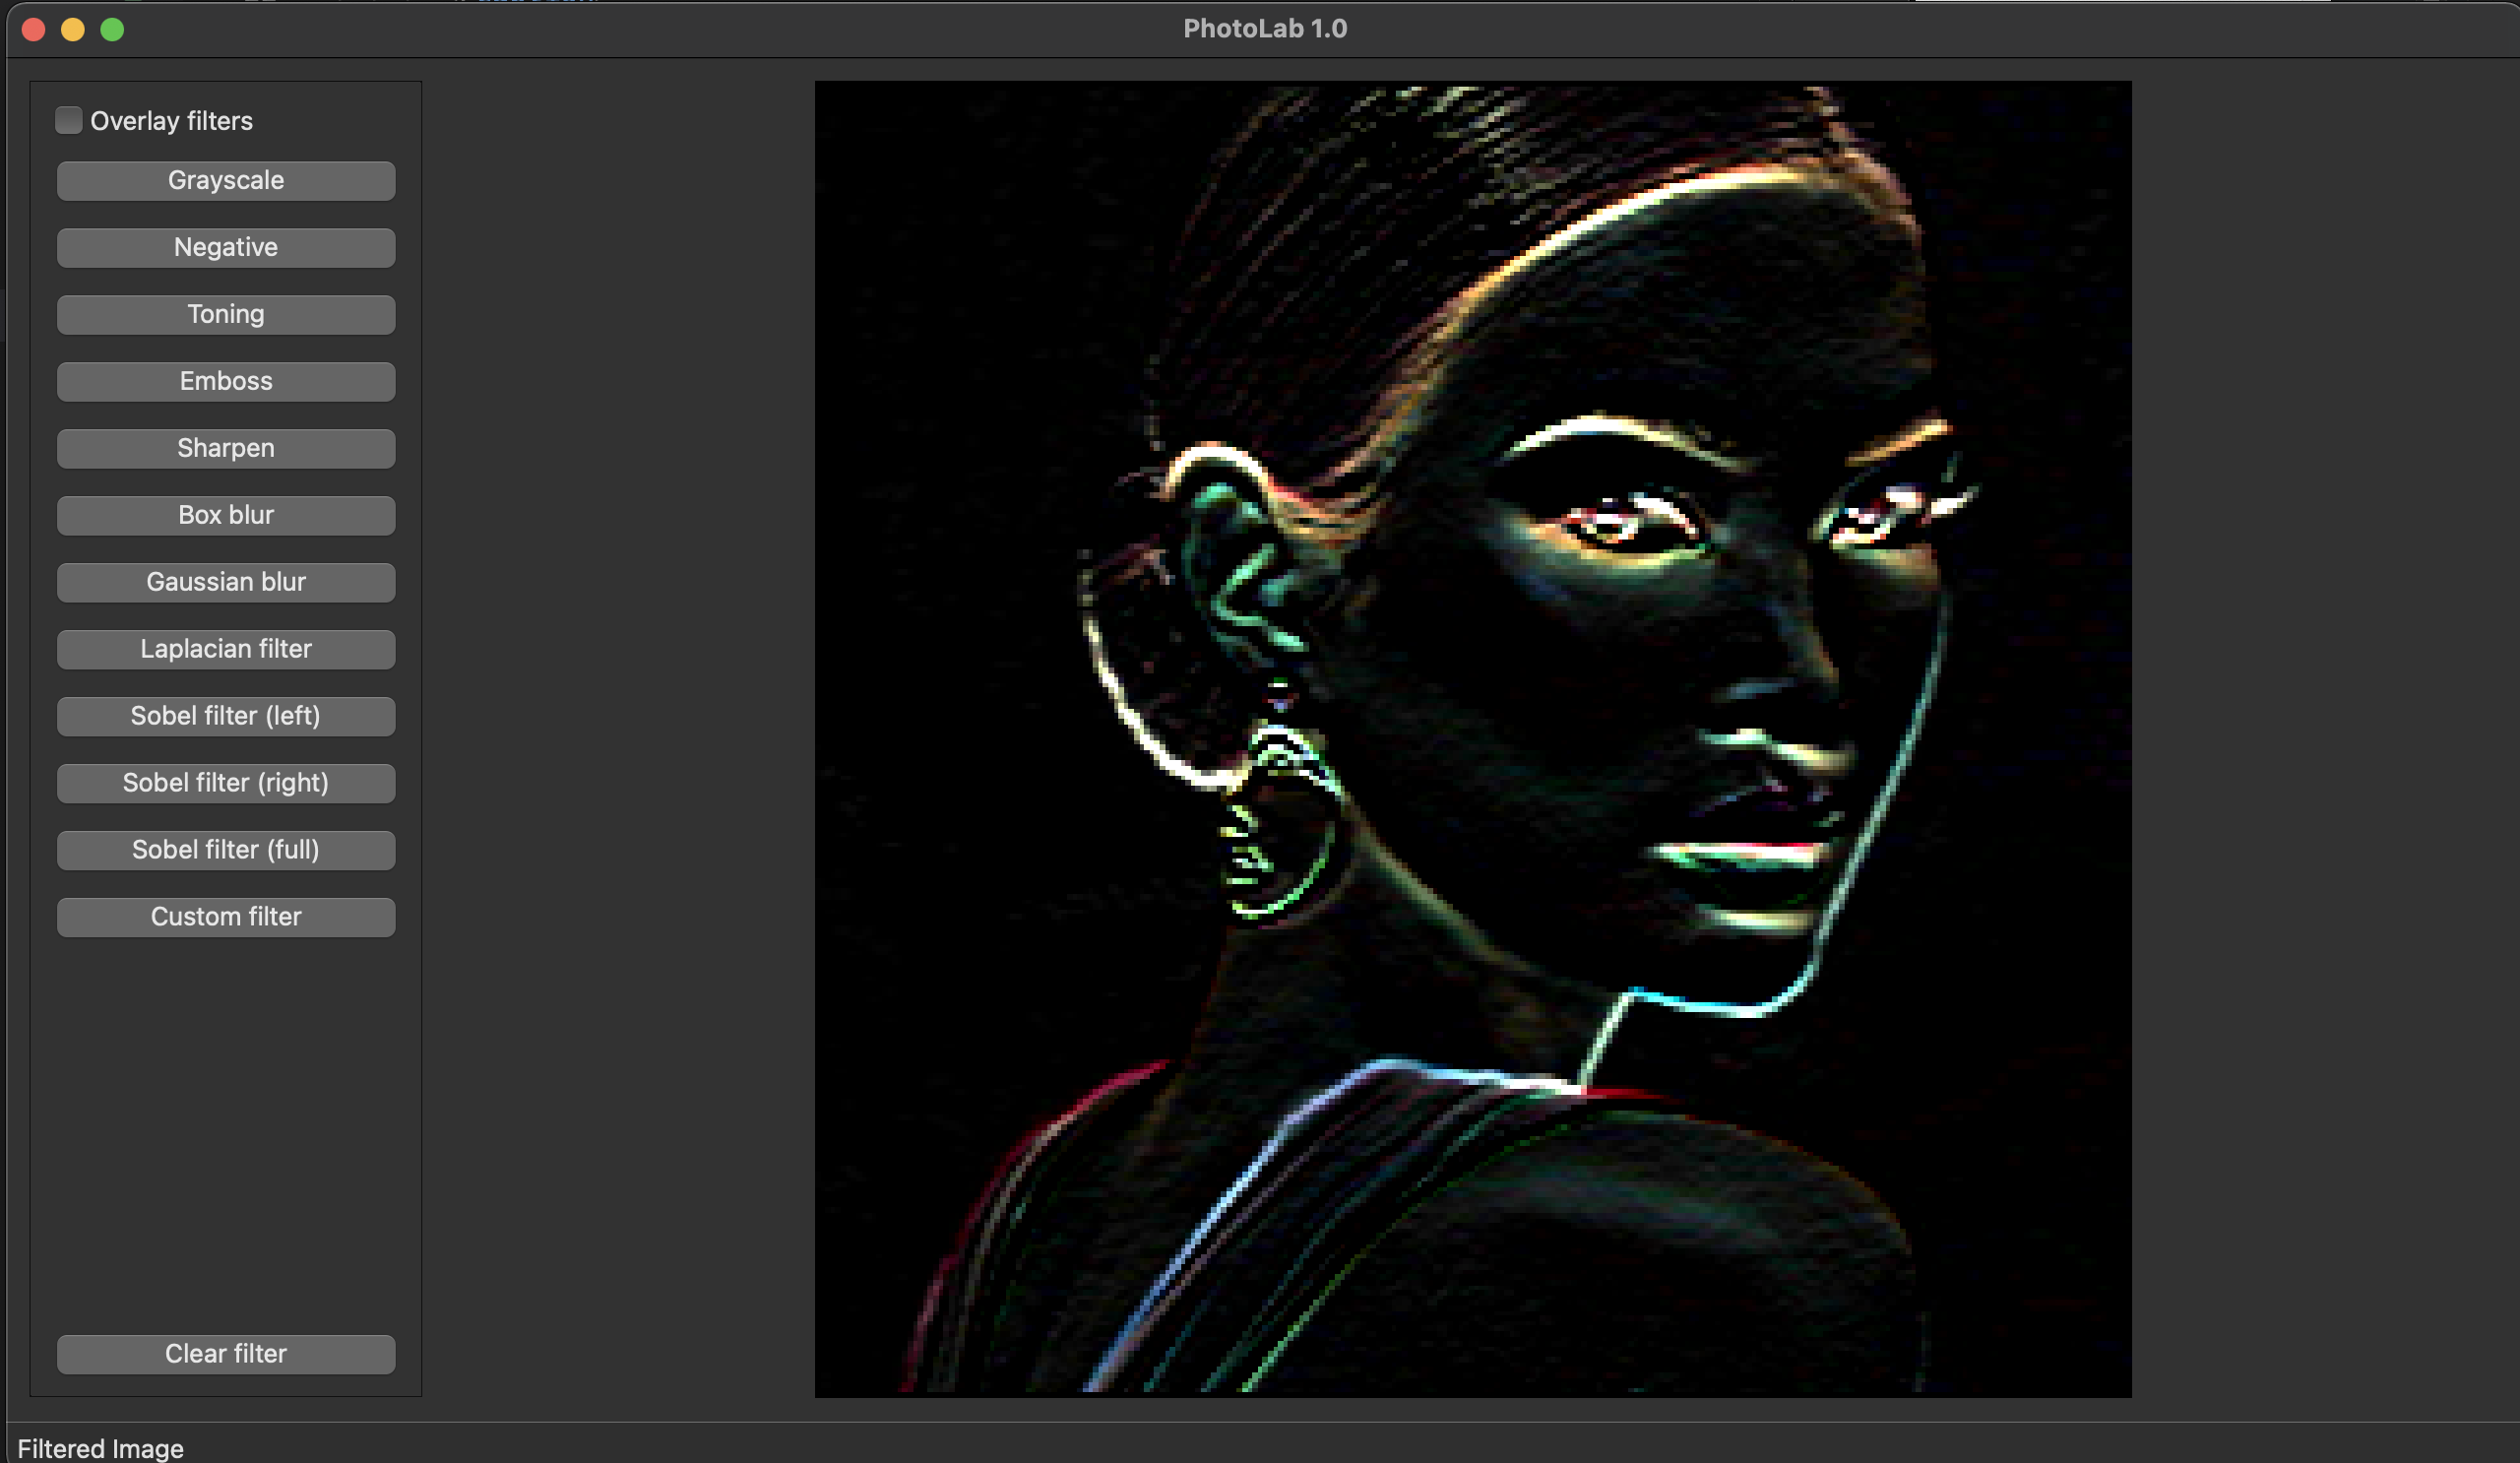 PhotoLab 1.0
Overlay filters
Grayscale
Negative
Toning
Emboss
Sharpen
Box blur
Gaussian blur
Laplacian filter
Sobel filter (left)
Sobel filter (right)
Sobel filter (full)
Custom filter
Clear filter
Filtered Image